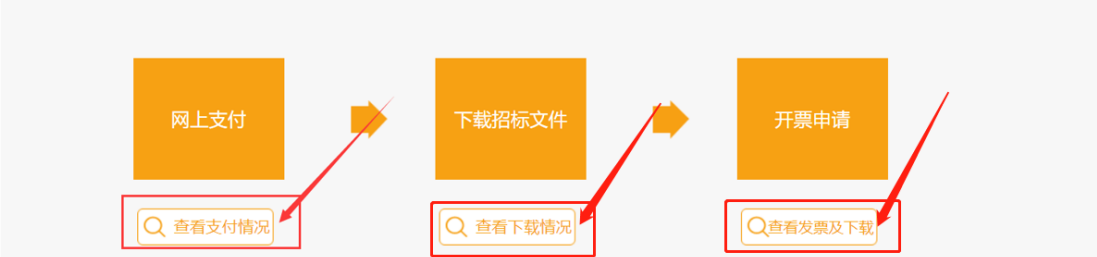 网上支付
下载招标文件
开票申请
查看支付情况
查看下载情况
查看发票及下载